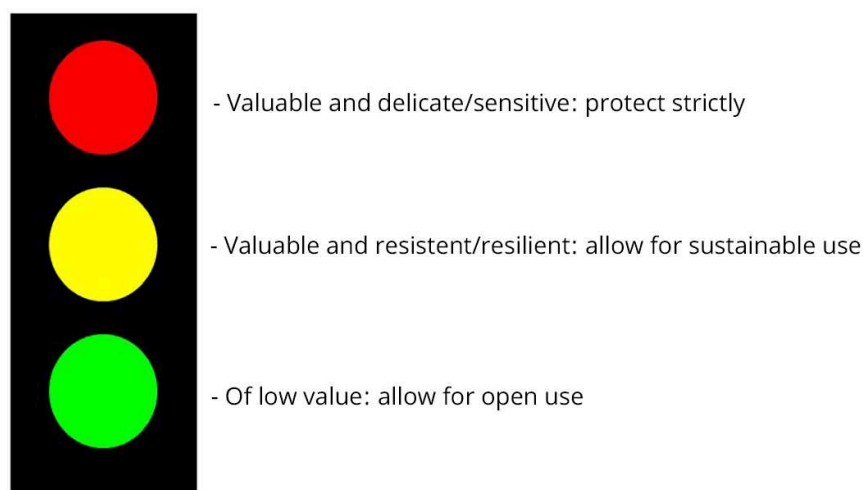 - Valuable and delicate/sensitive: protect strictly
- Valuable and resistent/resilient: allow for sustainable use
- Of low value: allow for open use